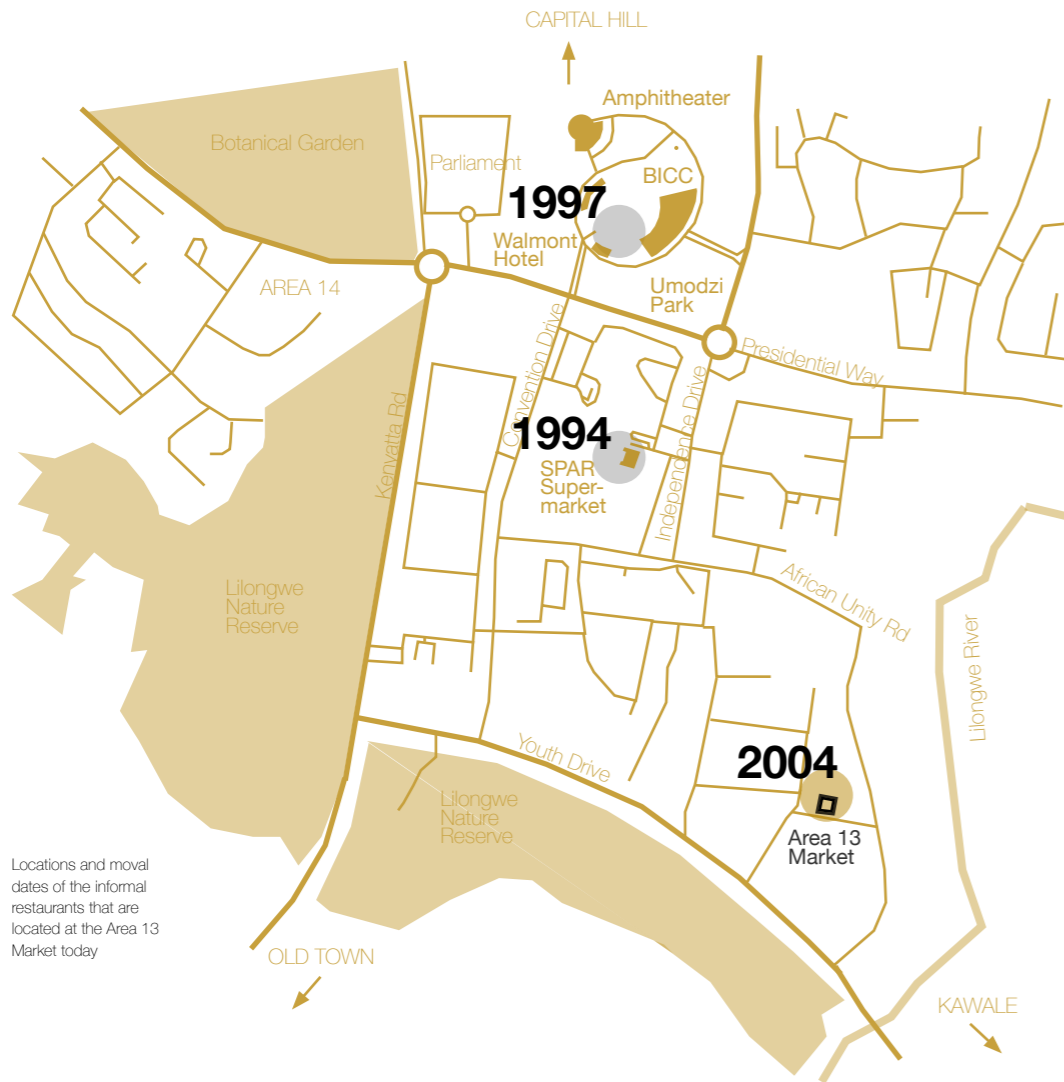 CAPITAL HILL
Amphitheater
Botanical Garden
Parliament
BICC
1997
Walmont
Hotel
Umodzi
Park
AREA 14
Convention Drive
Presidential Way
Independence Drive
Kenyatta Rd
1994
SPAR
Super-
market
African Unity Rd
Lilongwe
Nature
Reserve
Lilongwe River
Youth Drive
2004
Lilongwe
Nature
Reserve
Area 13
Market
Locations and moval
dates of the informal
restaurants that are
located at the Area 13
Market today
OLD TOWN
KAWALE